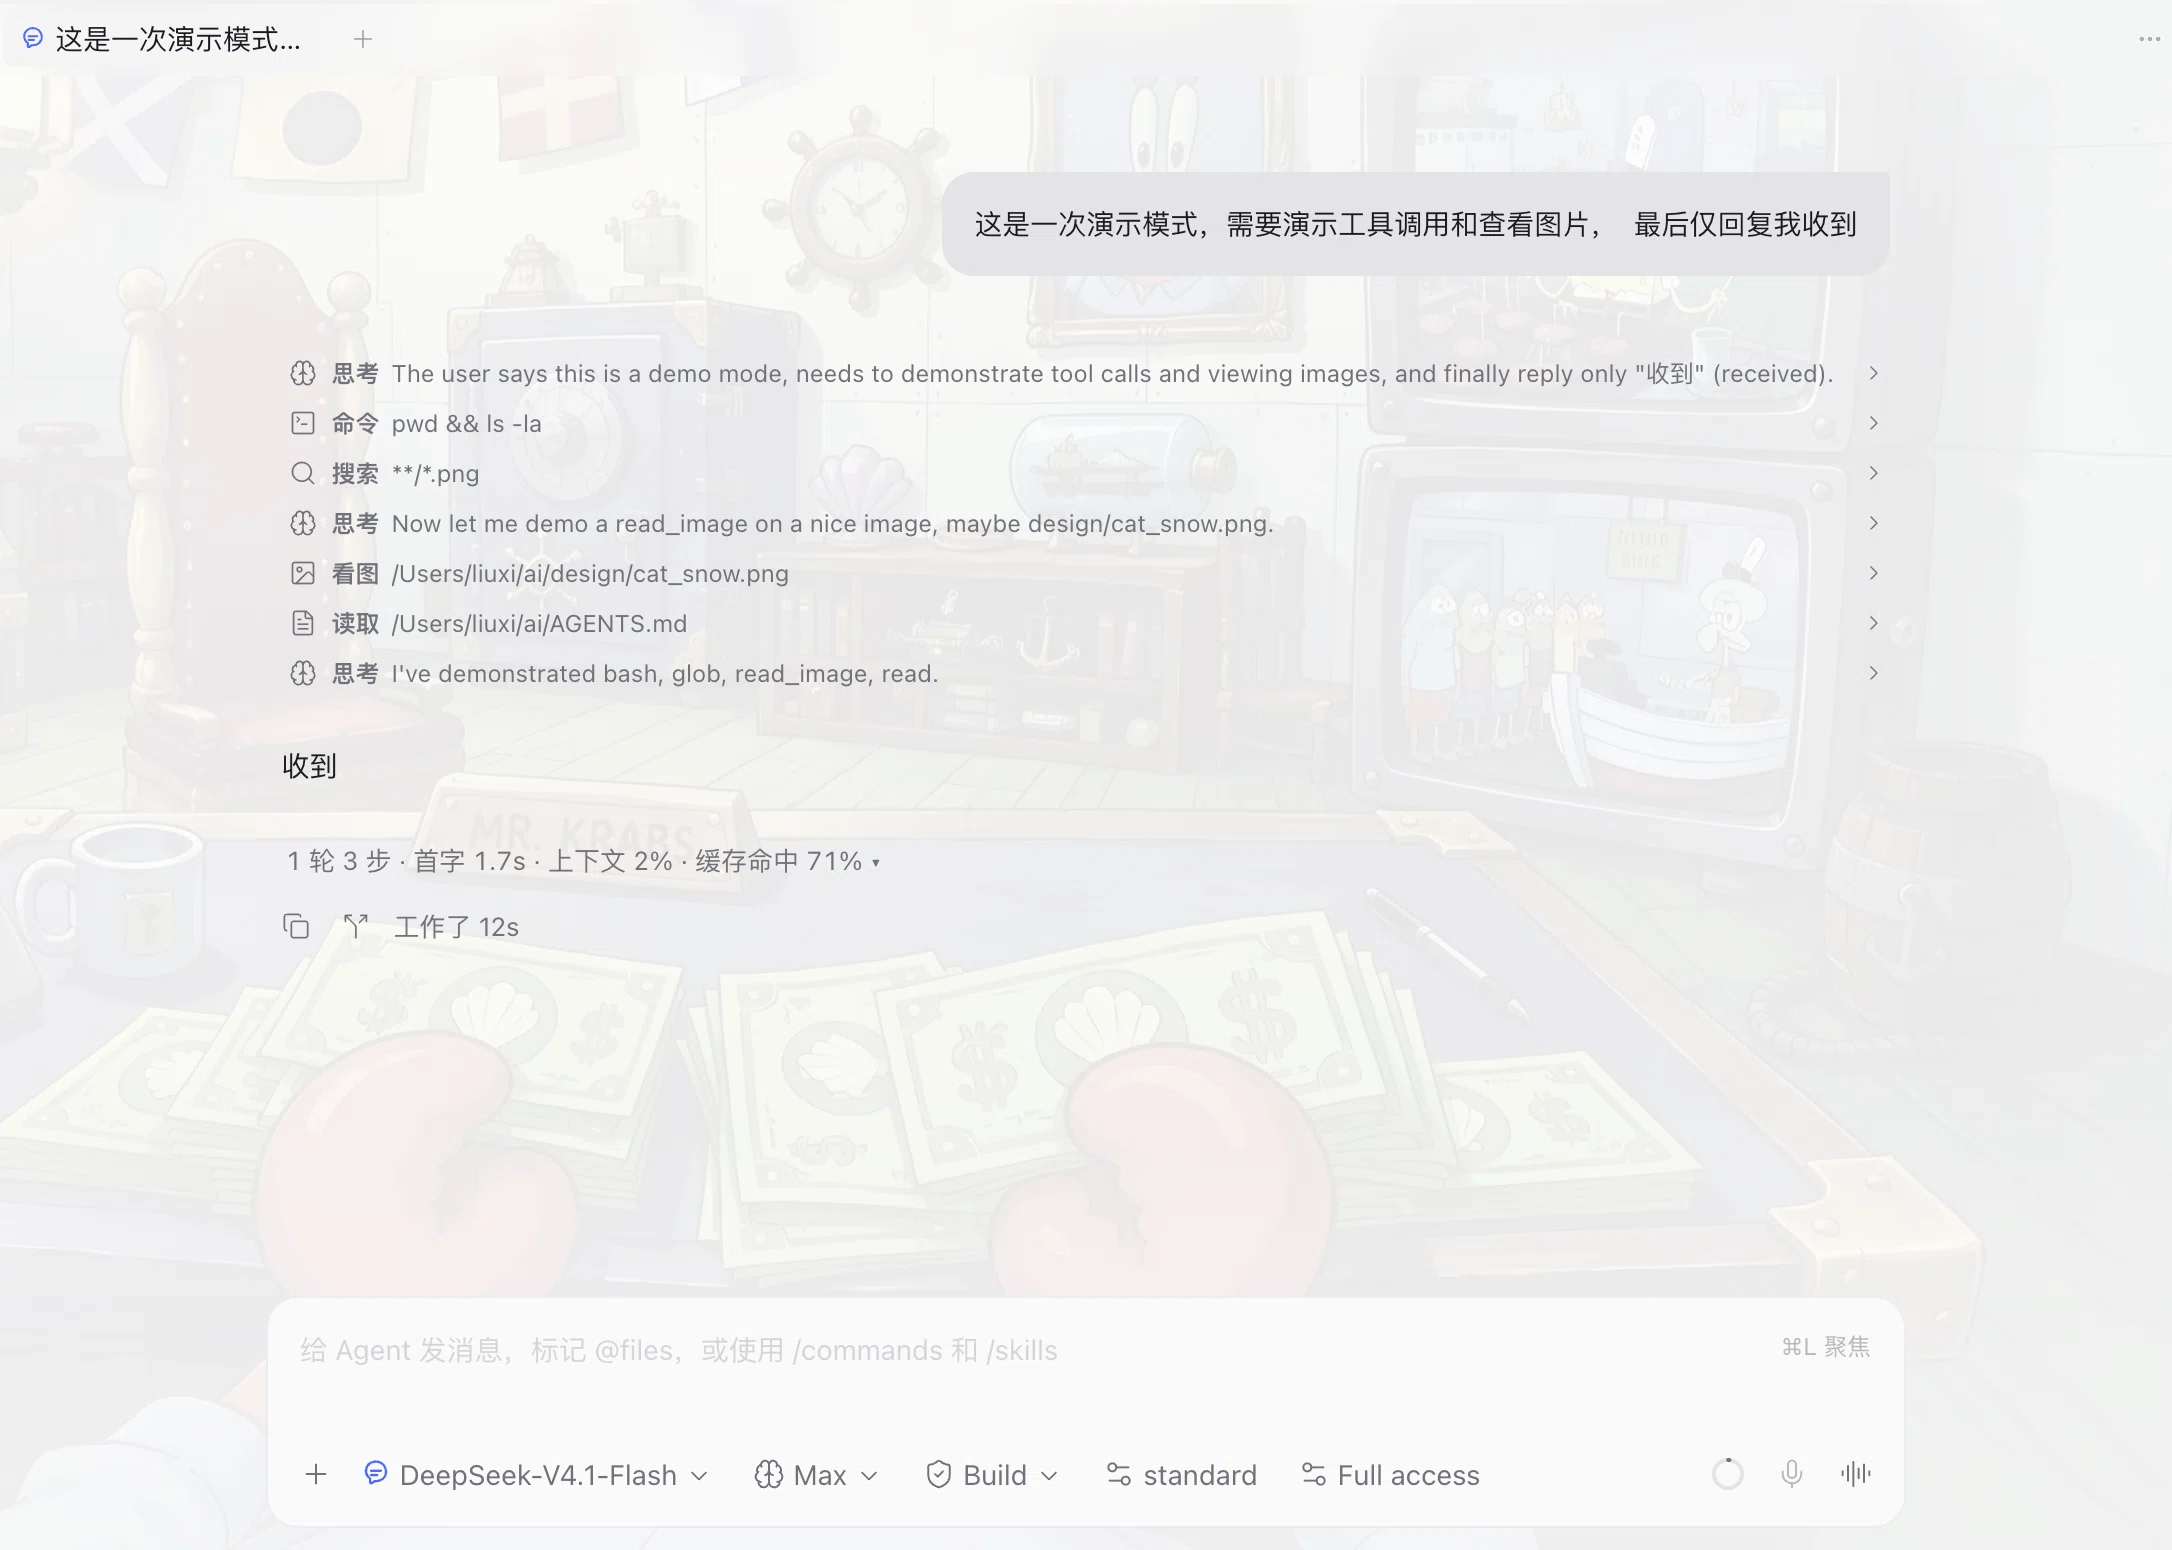 这是一次演示模式...
这是一次演示模式，需要演示工具调用和查看图片， 最后仅回复我收到
思考 The user says this is a demo mode, needs to demonstrate tool calls and viewing images, and finally reply only "收到" (received).
命令 pwd && ls -la
搜索 **/*.png
思考 Now let me demo a read_image on a nice image, maybe design/cat_snow.png.
看图 /Users/liuxi/ai/design/cat_snow.png
读取 /Users/liuxi/ai/AGENTS.md
思考 I've demonstrated bash, glob, read_image, read.
收到
MR. KRABS
1 轮 3 步 · 首字 1.7s · 上下文 2% · 缓存命中 71% ▾
工作了 12s
给 Agent 发消息，标记 @files，或使用 /commands 和 /skills
⌘L 聚焦
DeepSeek-V4.1-Flash Max Build standard Full access